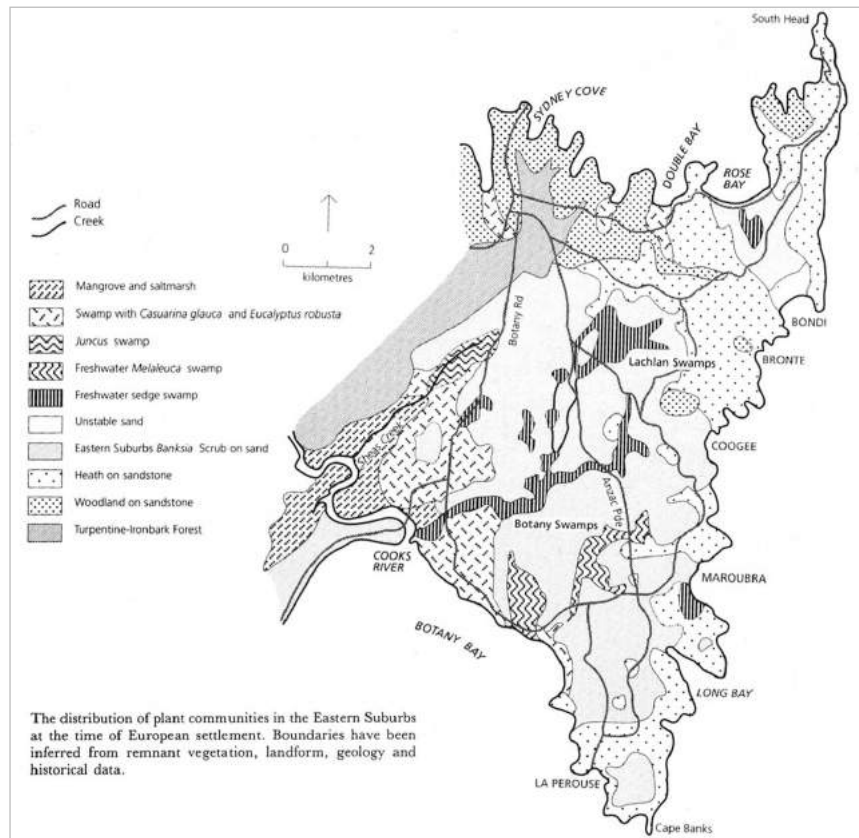 South Head
SYDNEY COVE
DOUBLE BAY
ROSE BAY
Road
Creek
0 2
kilometres
Mangrove and saltmarsh
Swamp with Casuarina glauca and Eucalyptus robusta
Juncus swamp
Freshwater Melaleuca swamp
Freshwater sedge swamp
Unstable sand
Eastern Suburbs Banksia Scrub on sand
Heath on sandstone
Woodland on sandstone
Turpentine-Ironbark Forest
Botany Rd
BONDI
Lachlan Swamps
BRONTE
Sheas Creek
COOGEE
Anzac Pde
Botany Swamps
COOKS
RIVER
MAROUBRA
BOTANY BAY
LONG BAY
The distribution of plant communities in the Eastern Suburbs
at the time of European settlement. Boundaries have been
inferred from remnant vegetation, landform, geology and
historical data.
LA PEROUSE
Cape Banks